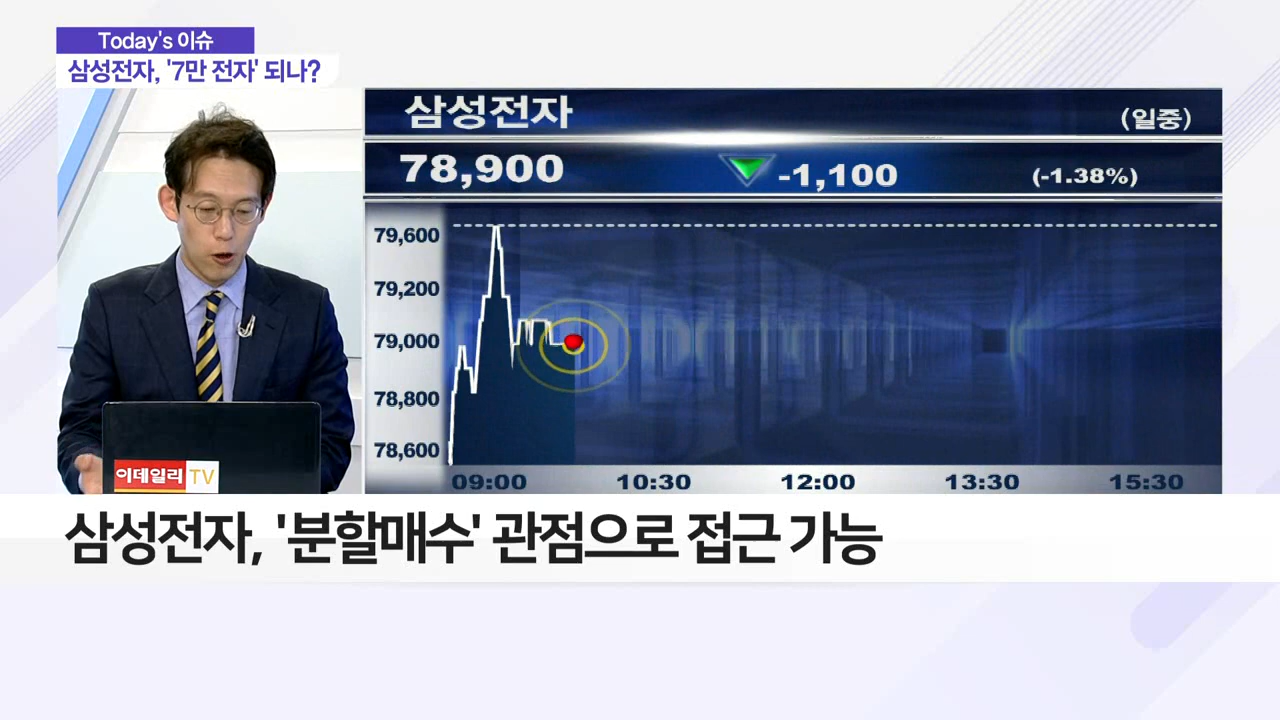 Today's 이슈
삼성전자, '7만 전자' 되나?
삼성전자
(일중)
78,900
-1,100
(-1.38%)
79,600
79,200
79,000
78,800
78,600
09:00
10:30
12:00
13:30
15:30
이데일리 TV
삼성전자, '분할매수' 관점으로 접근 가능